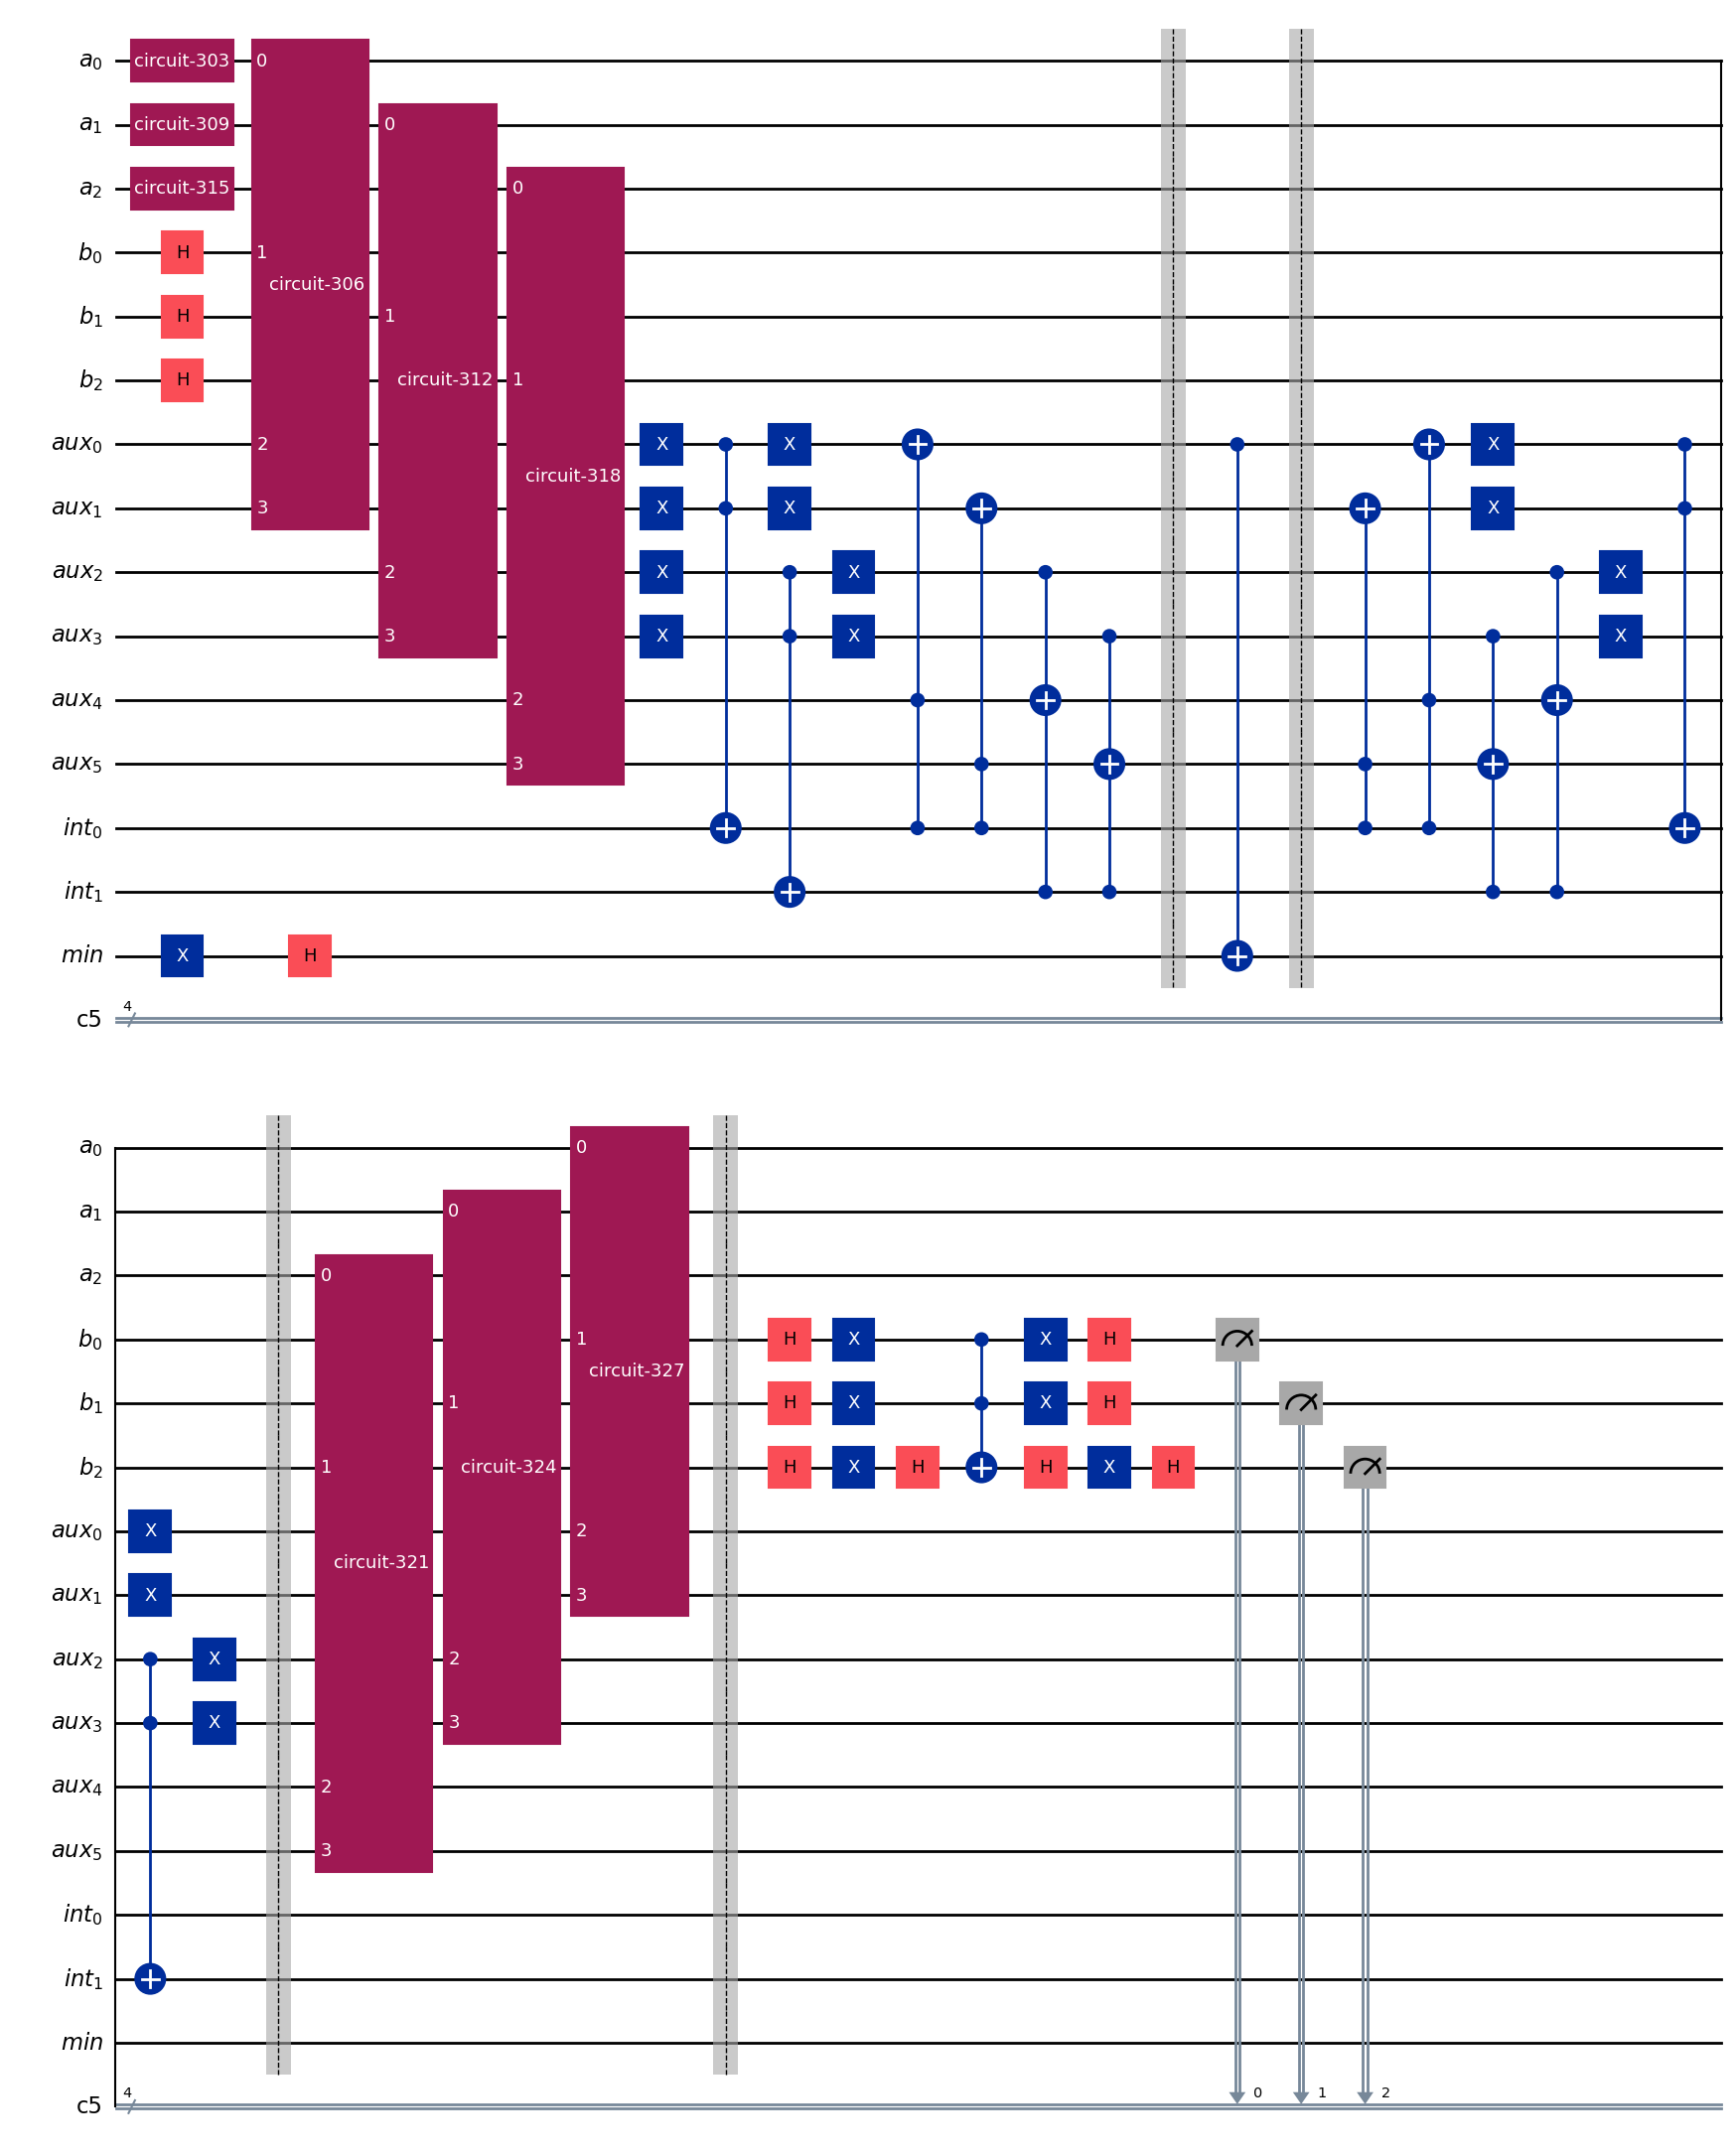 a0 circuit-303 0
a1 circuit-309 0
a2 circuit-315 0
b0 H 1
circuit-306
b1 H 1
b2 H circuit-312 1
aux0 2 X X
circuit-318
aux1 3 X X X
aux2 2 X X X
aux3 3 X X X
aux4 2
aux5 3
int0
int1
min X H
4
c5
a0 0
a1 0
a2 0
b0 1 H X X H
circuit-327
b1 1 H X X H
b2 1 circuit-324 H X H H X H
aux0 X 2
circuit-321
aux1 X 3
aux2 X 2
aux3 X 3
aux4 2
aux5 3
int0
int1
min
4 0 1 2
c5